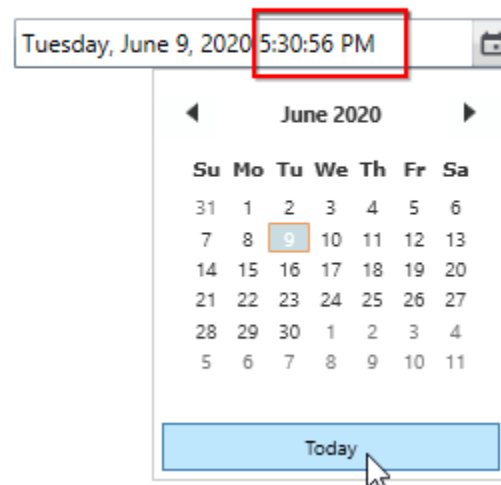 Tuesday, June 9, 2020 5:30:56 PM
June 2020
Su Mo Tu We Th Fr Sa
31 1 2 3 4 5 6
7 8 9 10 11 12 13
14 15 16 17 18 19 20
21 22 23 24 25 26 27
28 29 30 1 2 3 4
5 6 7 8 9 10 11
Today